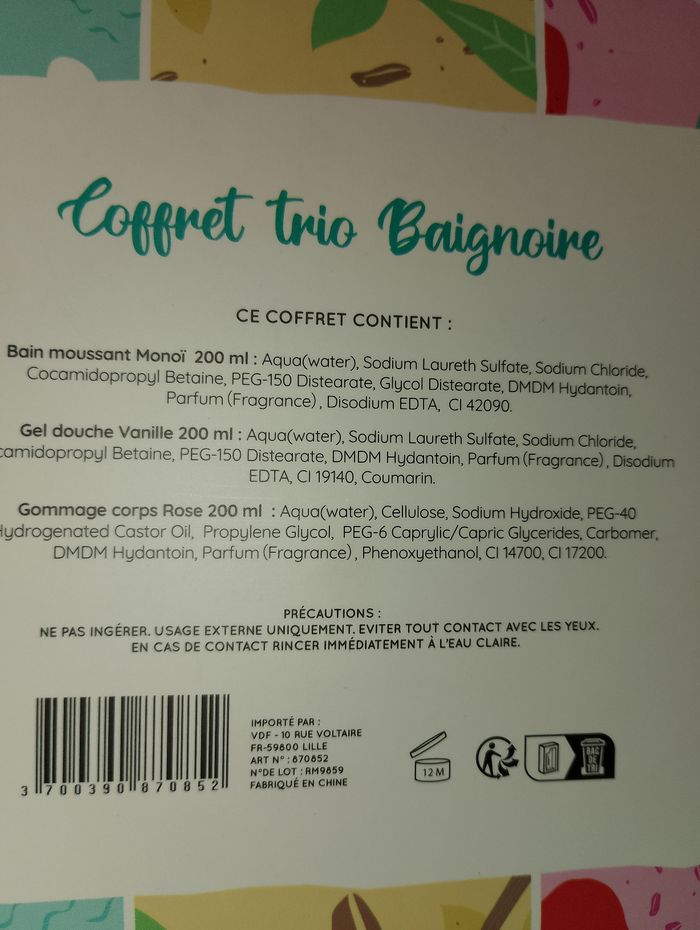 Coffret trio Baignoire
CE COFFRET CONTIENT :
Bain moussant Monoï 200 ml : Aqua(water), Sodium Laureth Sulfate, Sodium Chloride,
Cocamidopropyl Betaine, PEG-150 Distearate, Glycol Distearate, DMDM Hydantoin,
Parfum (Fragrance) , Disodium EDTA, CI 42090.
Gel douche Vanille 200 ml : Aqua(water), Sodium Laureth Sulfate, Sodium Chloride,
camidopropyl Betaine, PEG-150 Distearate, DMDM Hydantoin, Parfum (Fragrance) , Disodium
EDTA, CI 19140, Coumarin.
Gommage corps Rose 200 ml : Aqua(water), Cellulose, Sodium Hydroxide, PEG-40
Hydrogenated Castor Oil, Propylene Glycol, PEG-6 Caprylic/Capric Glycerides, Carbomer,
DMDM Hydantoin, Parfum (Fragrance) , Phenoxyethanol, CI 14700, CI 17200.
PRÉCAUTIONS :
NE PAS INGÉRER. USAGE EXTERNE UNIQUEMENT. EVITER TOUT CONTACT AVEC LES YEUX.
EN CAS DE CONTACT RINCER IMMÉDIATEMENT À L'EAU CLAIRE.
IMPORTÉ PAR :
VDF - 10 RUE VOLTAIRE
FR-59800 LILLE
ART N° : 870852
N°DE LOT : RM9859
FABRIQUÉ EN CHINE
3 700390 870852
12 M
BAC
DE
TRI